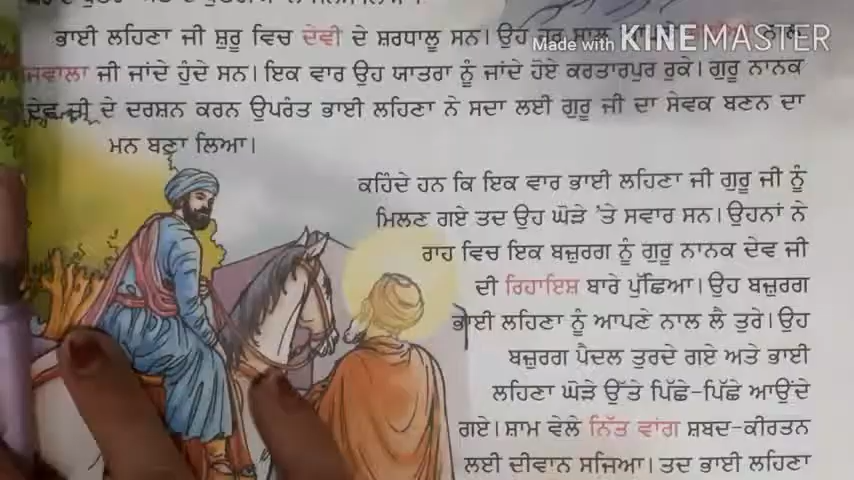 ਭਾਈ ਲਹਿਣਾ ਜੀ ਸ਼ੁਰੂ ਵਿਚ ਦੇਵੀ ਦੇ ਸ਼ਰਧਾਲੂ ਸਨ। ਉਹ ਹਰ ਸਾਲ
Made with KINEMASTER
ਜਵਾਲਾ ਜੀ ਜਾਂਦੇ ਹੁੰਦੇ ਸਨ। ਇਕ ਵਾਰ ਉਹ ਯਾਤਰਾ ਨੂੰ ਜਾਂਦੇ ਹੋਏ ਕਰਤਾਰਪੁਰ ਰੁਕੇ। ਗੁਰੂ ਨਾਨਕ
ਦੇਵ ਜੀ ਦੇ ਦਰਸ਼ਨ ਕਰਨ ਉਪਰੰਤ ਭਾਈ ਲਹਿਣਾ ਨੇ ਸਦਾ ਲਈ ਗੁਰੂ ਜੀ ਦਾ ਸੇਵਕ ਬਣਨ ਦਾ
ਮਨ ਬਣਾ ਲਿਆ।
ਕਹਿੰਦੇ ਹਨ ਕਿ ਇਕ ਵਾਰ ਭਾਈ ਲਹਿਣਾ ਜੀ ਗੁਰੂ ਜੀ ਨੂੰ
ਮਿਲਣ ਗਏ ਤਦ ਉਹ ਘੋੜੇ 'ਤੇ ਸਵਾਰ ਸਨ। ਉਹਨਾਂ ਨੇ
ਰਾਹ ਵਿਚ ਇਕ ਬਜ਼ੁਰਗ ਨੂੰ ਗੁਰੂ ਨਾਨਕ ਦੇਵ ਜੀ
ਦੀ ਰਿਹਾਇਸ਼ ਬਾਰੇ ਪੁੱਛਿਆ। ਉਹ ਬਜ਼ੁਰਗ
ਭਾਈ ਲਹਿਣਾ ਨੂੰ ਆਪਣੇ ਨਾਲ ਲੈ ਤੁਰੇ। ਉਹ
ਬਜ਼ੁਰਗ ਪੈਦਲ ਤੁਰਦੇ ਗਏ ਅਤੇ ਭਾਈ
ਲਹਿਣਾ ਘੋੜੇ ਉੱਤੇ ਪਿੱਛੇ-ਪਿੱਛੇ ਆਉਂਦੇ
ਗਏ। ਸ਼ਾਮ ਵੇਲੇ ਨਿੱਤ ਵਾਂਗ ਸ਼ਬਦ-ਕੀਰਤਨ
ਲਈ ਦੀਵਾਨ ਸਜਿਆ। ਤਦ ਭਾਈ ਲਹਿਣਾ